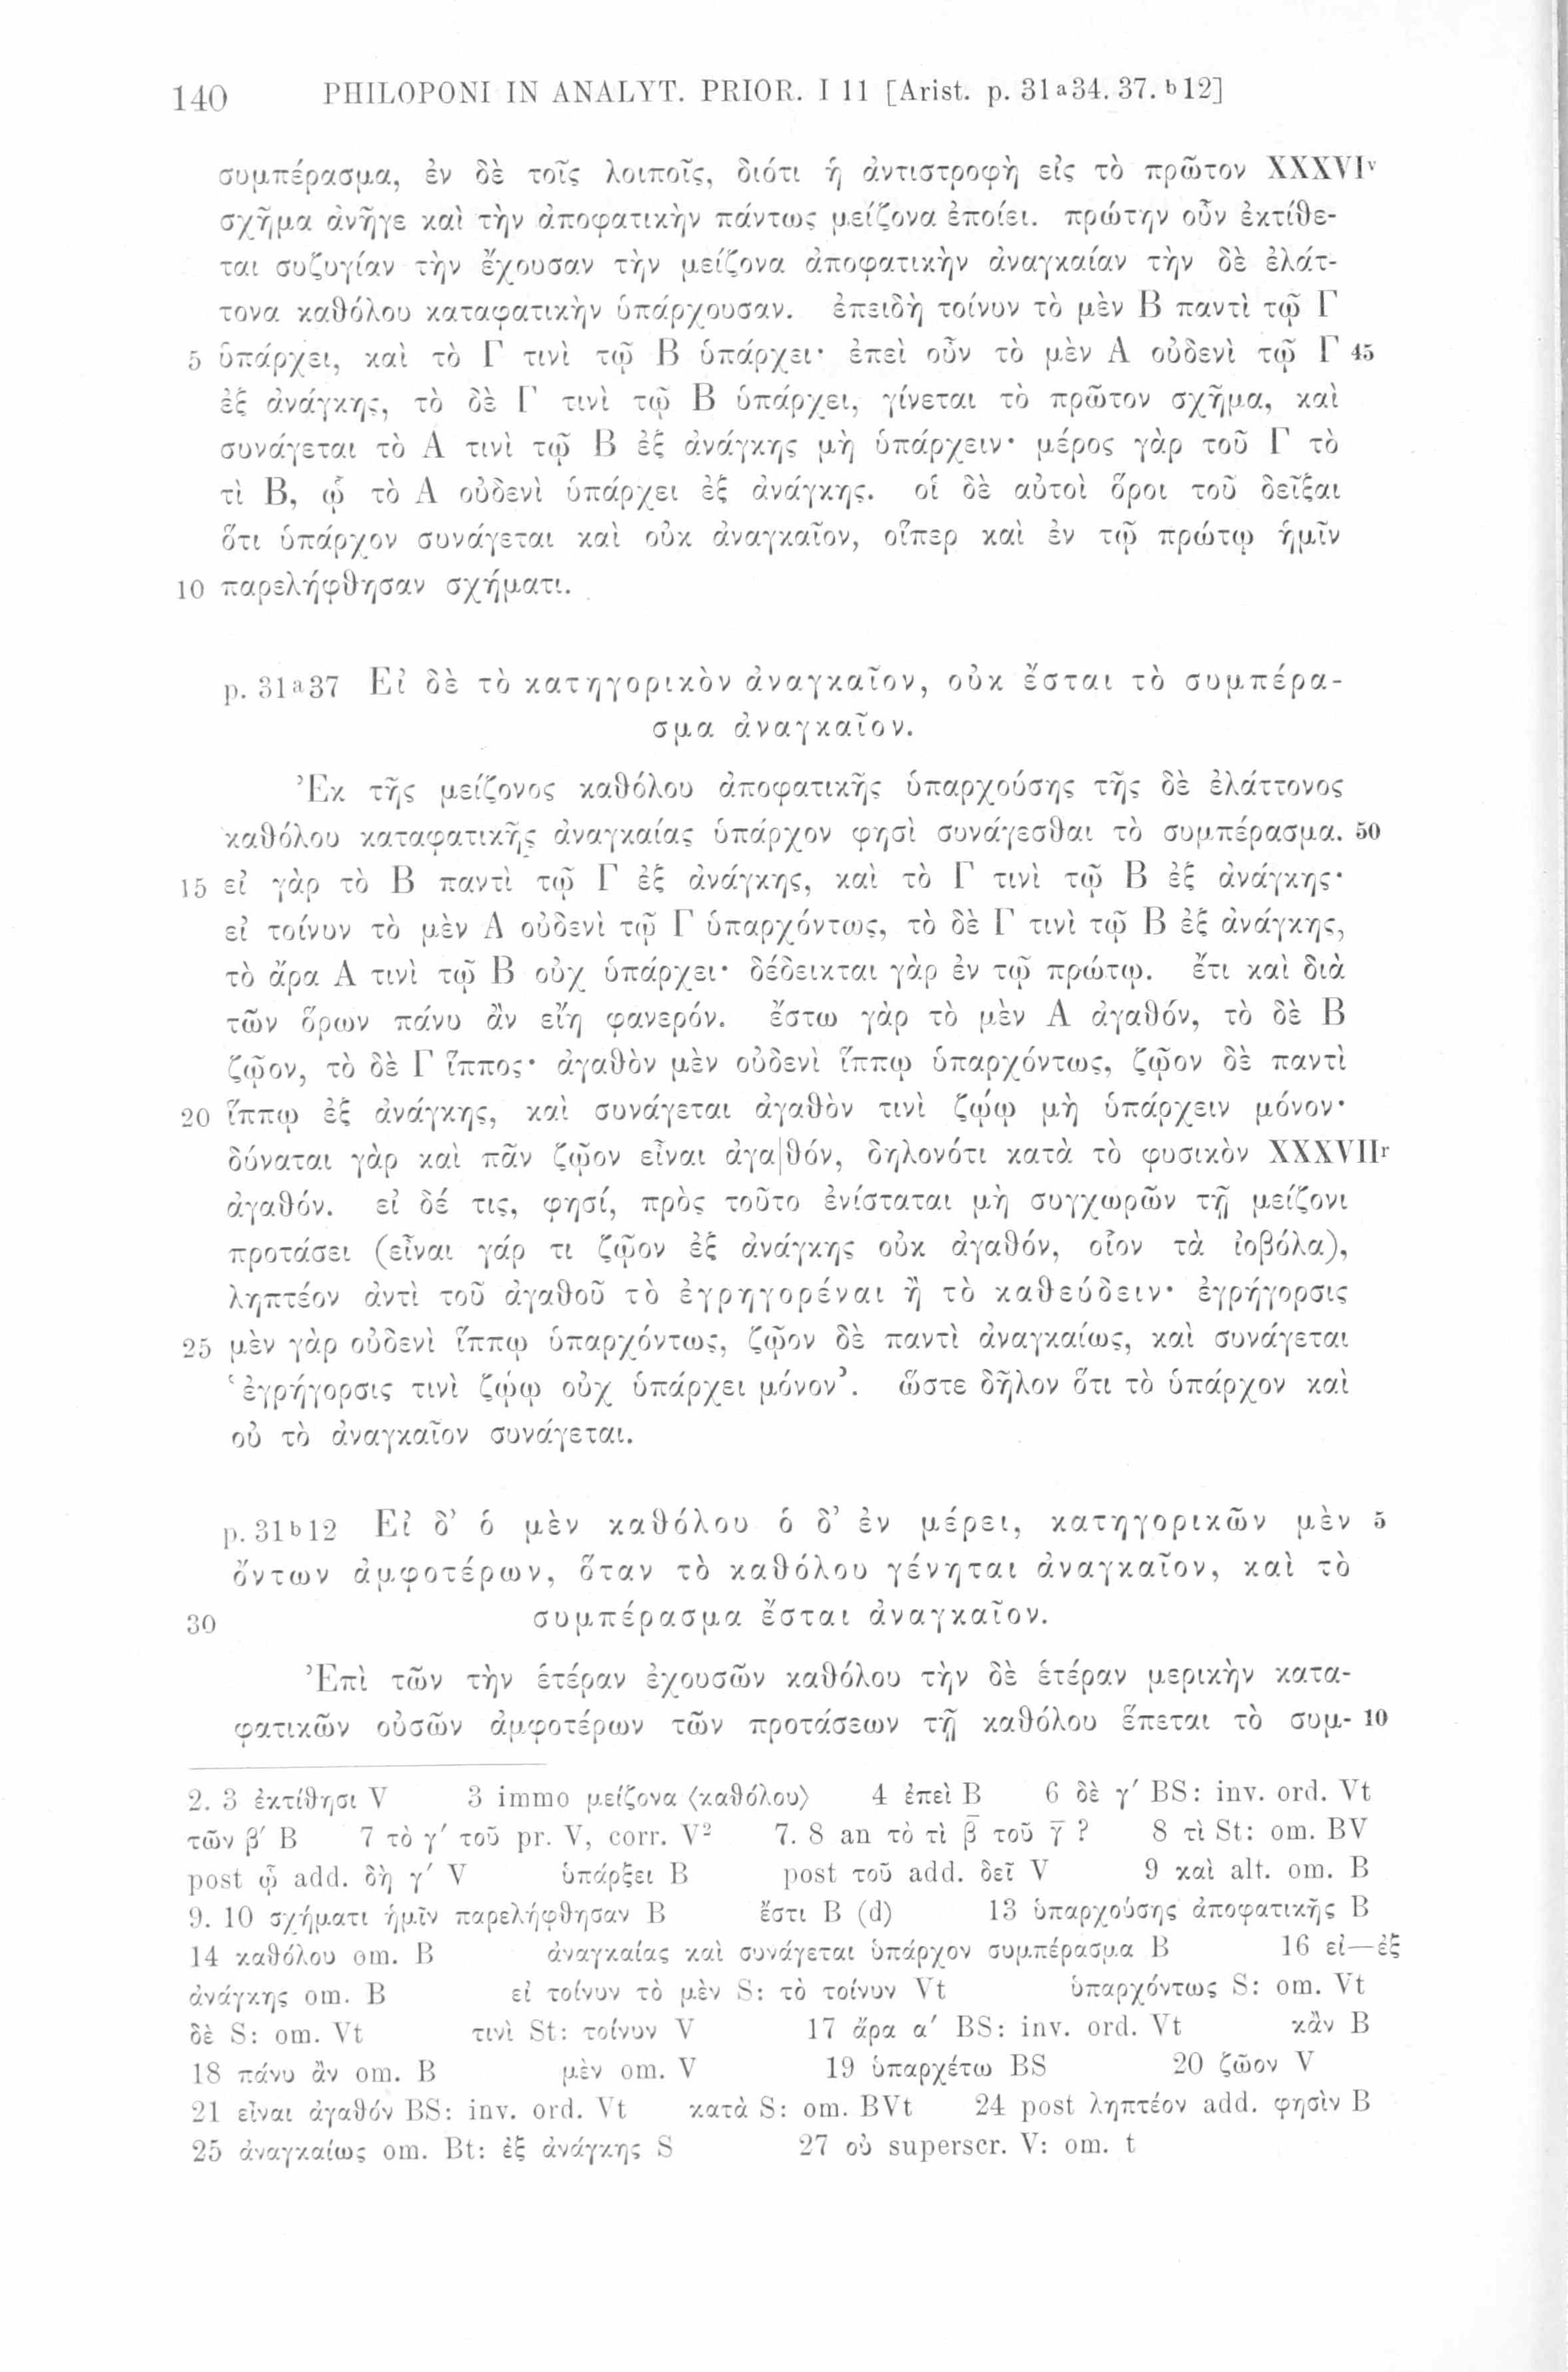 140 PHILOPONI IN ANALYT. PRIOR. I 11 [Arist. p. 31a34. 37. b12]
συμπέρασμα, ἐν δὲ τοῖς λοιποῖς, διότι ἡ ἀντιστροφὴ εἰς τὸ πρῶτον XXXVIv
σχῆμα ἀνῆγε καὶ τὴν ἀποφατικὴν πάντως μείζονα ἐποίει. πρώτην οὖν ἐκτίθε-
ται συζυγίαν τὴν ἔχουσαν τὴν μείζονα ἀποφατικὴν ἀναγκαίαν τὴν δὲ ἐλάτ-
τονα καθόλου καταφατικὴν ὑπάρχουσαν. ἐπειδὴ τοίνυν τὸ μὲν Β παντὶ τῷ Γ
5 ὑπάρχει, καὶ τὸ Γ τινὶ τῷ Β ὑπάρχει· ἐπεὶ οὖν τὸ μὲν Α οὐδενὶ τῷ Γ 45
ἐξ ἀνάγκης, τὸ δὲ Γ τινὶ τῷ Β ὑπάρχει, γίνεται τὸ πρῶτον σχῆμα, καὶ
συνάγεται τὸ Α τινὶ τῷ Β ἐξ ἀνάγκης μὴ ὑπάρχειν· μέρος γὰρ τοῦ Γ τὸ
τὶ Β, ᾧ τὸ Α οὐδενὶ ὑπάρχει ἐξ ἀνάγκης. οἱ δὲ αὐτοὶ ὅροι τοῦ δεῖξαι
ὅτι ὑπάρχον συνάγεται καὶ οὐκ ἀναγκαῖον, οἵπερ καὶ ἐν τῷ πρώτῳ ἡμῖν
10 παρελήφθησαν σχήματι.
p. 31a37 Εἰ δὲ τὸ κατηγορικὸν ἀναγκαῖον, οὐκ ἔσται τὸ συμπέρα-
σμα ἀναγκαῖον.
Ἐκ τῆς μείζονος καθόλου ἀποφατικῆς ὑπαρχούσης τῆς δὲ ἐλάττονος
καθόλου καταφατικῆς ἀναγκαίας ὑπάρχον φησὶ συνάγεσθαι τὸ συμπέρασμα. 50
15 εἰ γὰρ τὸ Β παντὶ τῷ Γ ἐξ ἀνάγκης, καὶ τὸ Γ τινὶ τῷ Β ἐξ ἀνάγκης·
εἰ τοίνυν τὸ μὲν Α οὐδενὶ τῷ Γ ὑπαρχόντως, τὸ δὲ Γ τινὶ τῷ Β ἐξ ἀνάγκης,
τὸ ἄρα Α τινὶ τῷ Β οὐχ ὑπάρχει· δέδεικται γὰρ ἐν τῷ πρώτῳ. ἔτι καὶ διὰ
τῶν ὅρων πάνυ ἂν εἴη φανερόν. ἔστω γὰρ τὸ μὲν Α ἀγαθόν, τὸ δὲ Β
ζῷον, τὸ δὲ Γ ἵππος· ἀγαθὸν μὲν οὐδενὶ ἵππῳ ὑπαρχόντως, ζῷον δὲ παντὶ
20 ἵππῳ ἐξ ἀνάγκης, καὶ συνάγεται ἀγαθὸν τινὶ ζῴῳ μὴ ὑπάρχειν μόνον·
δύναται γὰρ καὶ πᾶν ζῷον εἶναι ἀγα|θόν, δηλονότι κατὰ τὸ φυσικὸν XXXVIIr
ἀγαθόν. εἰ δέ τις, φησί, πρὸς τοῦτο ἐνίσταται μὴ συγχωρῶν τῇ μείζονι
προτάσει (εἶναι γάρ τι ζῷον ἐξ ἀνάγκης οὐκ ἀγαθόν, οἷον τὰ ἰοβόλα),
ληπτέον ἀντὶ τοῦ ἀγαθοῦ τὸ ἐγρηγορέναι ἢ τὸ καθεύδειν· ἐγρήγορσις
25 μὲν γὰρ οὐδενὶ ἵππῳ ὑπαρχόντως, ζῷον δὲ παντὶ ἀναγκαίως, καὶ συνάγεται
‘ἐγρήγορσις τινὶ ζῴῳ οὐχ ὑπάρχει μόνον’. ὥστε δῆλον ὅτι τὸ ὑπάρχον καὶ
οὐ τὸ ἀναγκαῖον συνάγεται.
p. 31b12 Εἰ δ’ ὁ μὲν καθόλου ὁ δ’ ἐν μέρει, κατηγορικῶν μὲν 5
ὄντων ἀμφοτέρων, ὅταν τὸ καθόλου γένηται ἀναγκαῖον, καὶ τὸ
30 συμπέρασμα ἔσται ἀναγκαῖον.
Ἐπὶ τῶν τὴν ἑτέραν ἐχουσῶν καθόλου τὴν δὲ ἑτέραν μερικὴν κατα-
φατικῶν οὐσῶν ἀμφοτέρων τῶν προτάσεων τῇ καθόλου ἕπεται τὸ συμ- 10
2. 3 ἐκτίθησι V 3 immo μείζονα ⟨καθόλου⟩ 4 ἐπεὶ B 6 δὲ γ′ BS: inv. ord. Vt
τῶν β′ B 7 τὸ γ′ τοῦ pr. V, corr. V² 7. 8 an τὸ τὶ β̅ τοῦ γ̅ ? 8 τὶ St: om. BV
post ᾧ add. δὴ γ′ V ὑπάρξει B post τοῦ add. δεῖ V 9 καὶ alt. om. B
9. 10 σχήματι ἡμῖν παρελήφθησαν B ἔστι B (d) 13 ὑπαρχούσης ἀποφατικῆς B
14 καθόλου om. B ἀναγκαίας καὶ συνάγεται ὑπάρχον συμπέρασμα B 16 εἰ—ἐξ
ἀνάγκης om. B εἰ τοίνυν τὸ μὲν S: τὸ τοίνυν Vt ὑπαρχόντως S: om. Vt
δὲ S: om. Vt τινὶ St: τοίνυν V 17 ἄρα α′ BS: inv. ord. Vt κἂν B
18 πάνυ ἂν om. B μὲν om. V 19 ὑπαρχέτω BS 20 ζῶον V
21 εἶναι ἀγαθόν BS: inv. ord. Vt κατὰ S: om. BVt 24 post ληπτέον add. φησὶν B
25 ἀναγκαίως om. Bt: ἐξ ἀνάγκης S 27 οὐ superscr. V: om. t